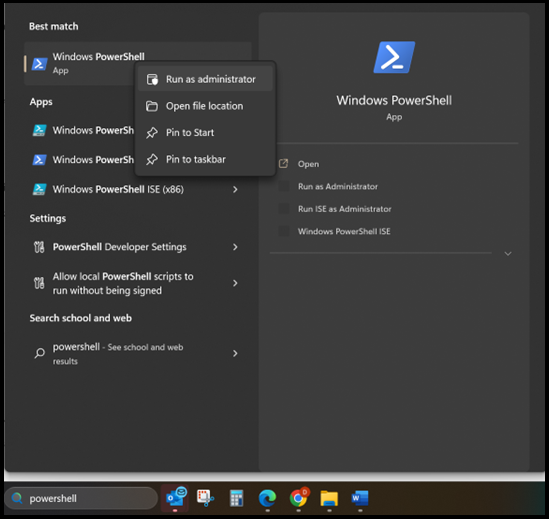 Best match
Windows PowerShell
App
Run as administrator
Open file location
Pin to Start
Pin to taskbar
Apps
Windows PowerSh
Windows PowerS
Windows PowerShell ISE (x86)
Settings
PowerShell Developer Settings
Allow local PowerShell scripts to
run without being signed
Search school and web
powershell - See school and web
results
Windows PowerShell
App
Open
Run as Administrator
Run ISE as Administrator
Windows PowerShell ISE
powershell
D
W